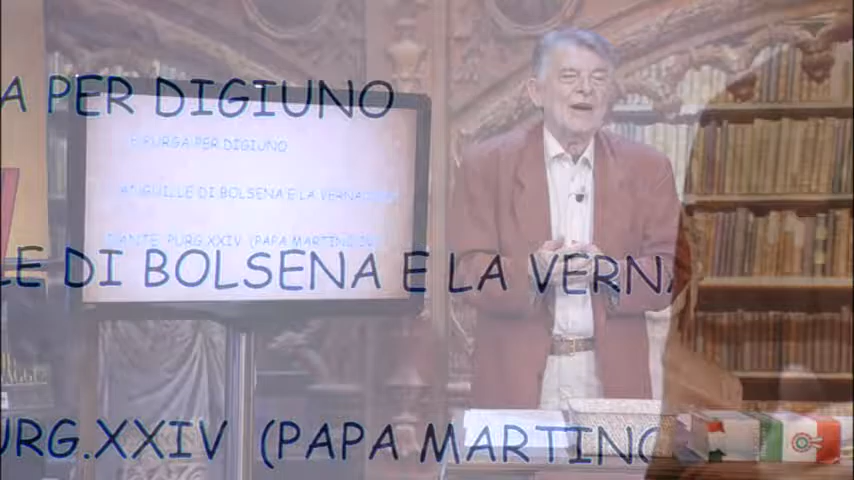 A PER DIGIUNO
E PURGA PER DIGIUNO
ANGUILLE DI BOLSENA E LA
LE DI BOLSENA E LA VERNA
DANTE PURG.XXIV (PAPA MARTINO IV)
URG.XXIV (PAPA MARTINO